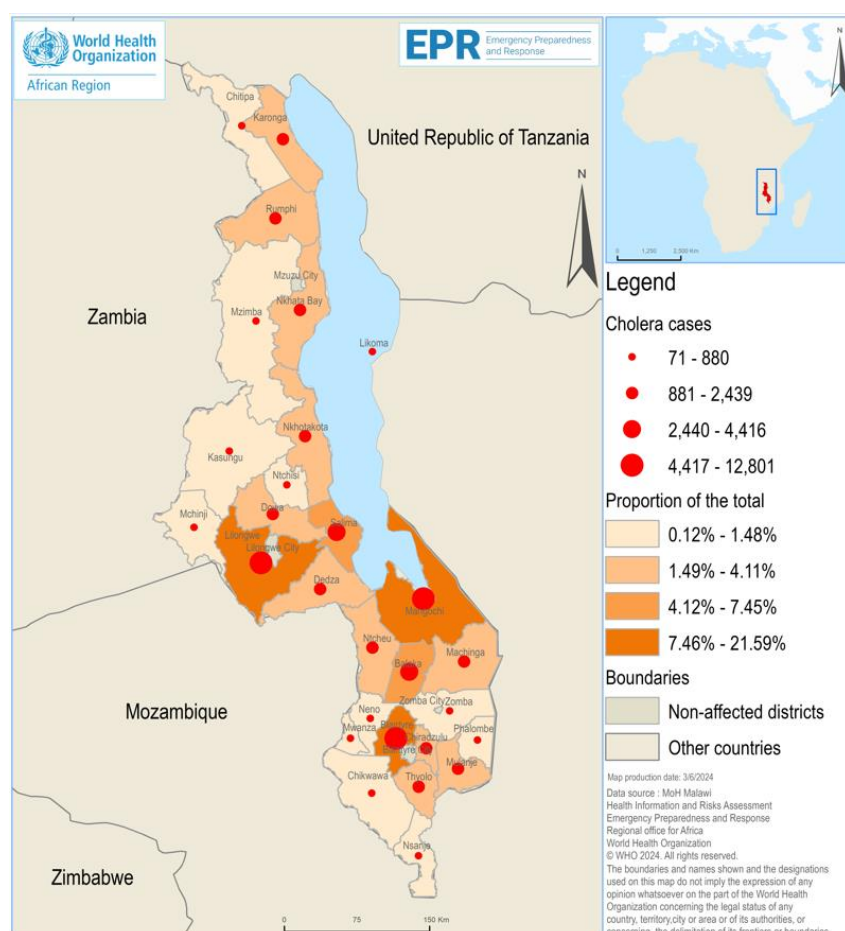 World Health
Organization
African Region
EPR
Emergency Preparedness
and Response
N
0 1,250 2,500 Km
Chitipa
Karonga
United Republic of Tanzania
N
Rumphi
Mzuzu City
Nkhata Bay
Zambia
Mzimba
Likoma
Nkhotakota
Kasungu
Ntchisi
Mchinji
Dowa
Salima
Lilongwe
Lilongwe City
Dedza
Mangochi
Ntcheu
Machinga
Balaka
Zomba City
Zomba
Neno
Mozambique
Mwanza
Blantyre
Chiradzulu
Phalombe
Blantyre City
Mulanje
Thyolo
Chikwawa
Nsanje
Zimbabwe
0 75 150 Km
Legend
Cholera cases
71 - 880
881 - 2,439
2,440 - 4,416
4,417 - 12,801
Proportion of the total
0.12% - 1.48%
1.49% - 4.11%
4.12% - 7.45%
7.46% - 21.59%
Boundaries
Non-affected districts
Other countries
Map production date: 3/6/2024
Data source : MoH Malawi
Health Information and Risks Assessment
Emergency Preparedness and Response
Regional office for Africa
World Health Organization
© WHO 2024. All rights reserved.
The boundaries and names shown and the designations
used on this map do not imply the expression of any
opinion whatsoever on the part of the World Health
Organization concerning the legal status of any
country, territory,city or area or of its authorities, or
concerning the delimitation of its frontiers or boundaries